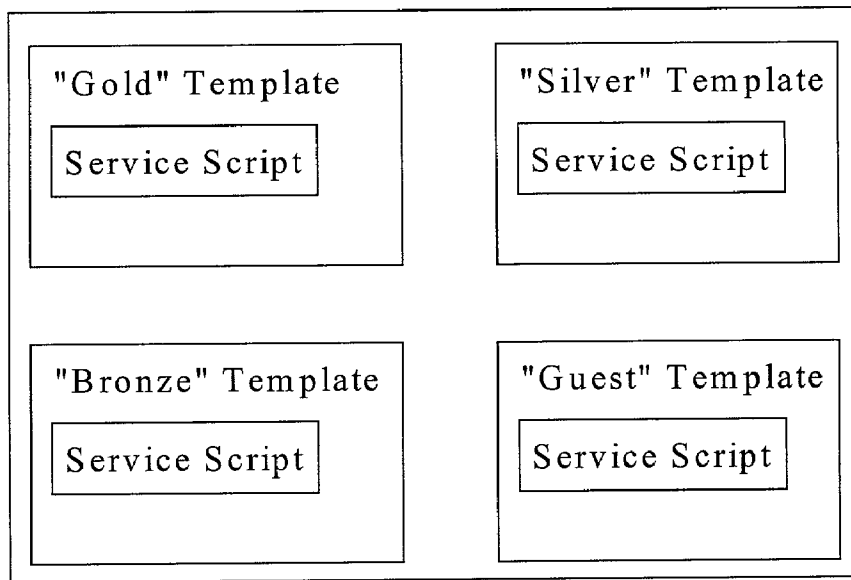 "Gold" Template
Service Script
"Silver" Template
Service Script
"Bronze" Template
Service Script
"Guest" Template
Service Script